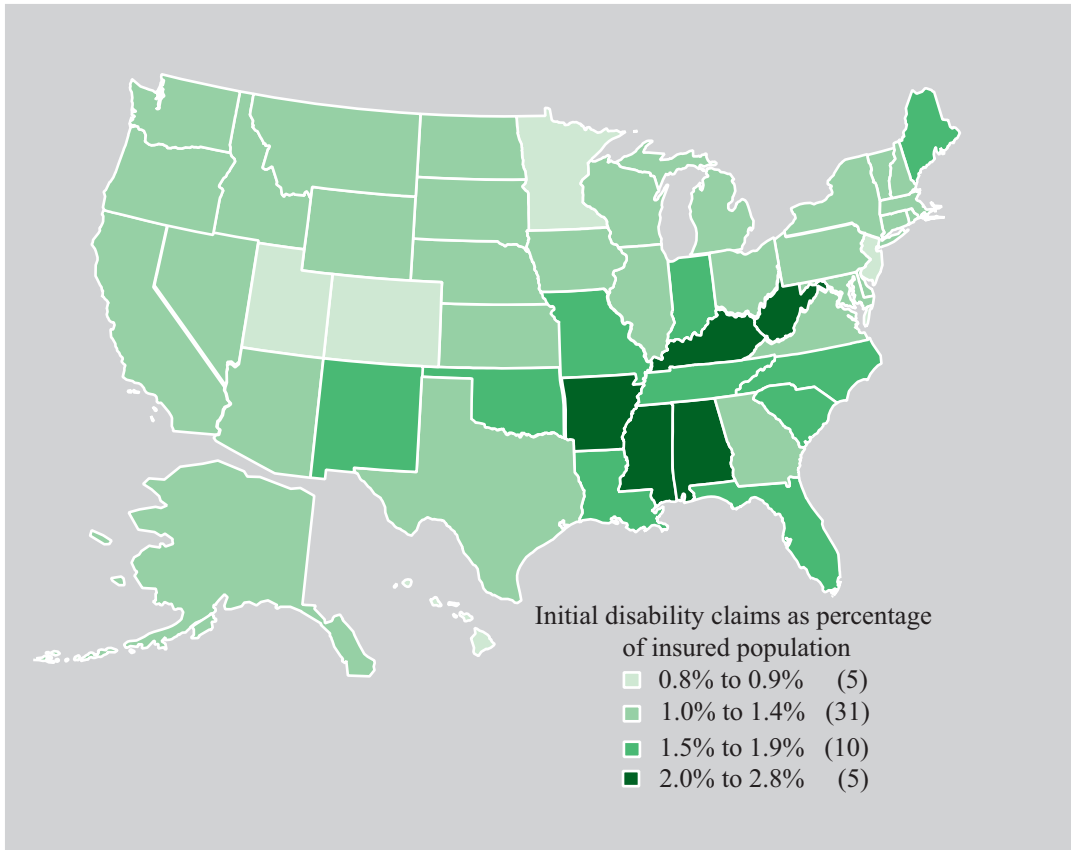 Initial disability claims as percentage
of insured population
0.8% to 0.9% (5)
1.0% to 1.4% (31)
1.5% to 1.9% (10)
2.0% to 2.8% (5)